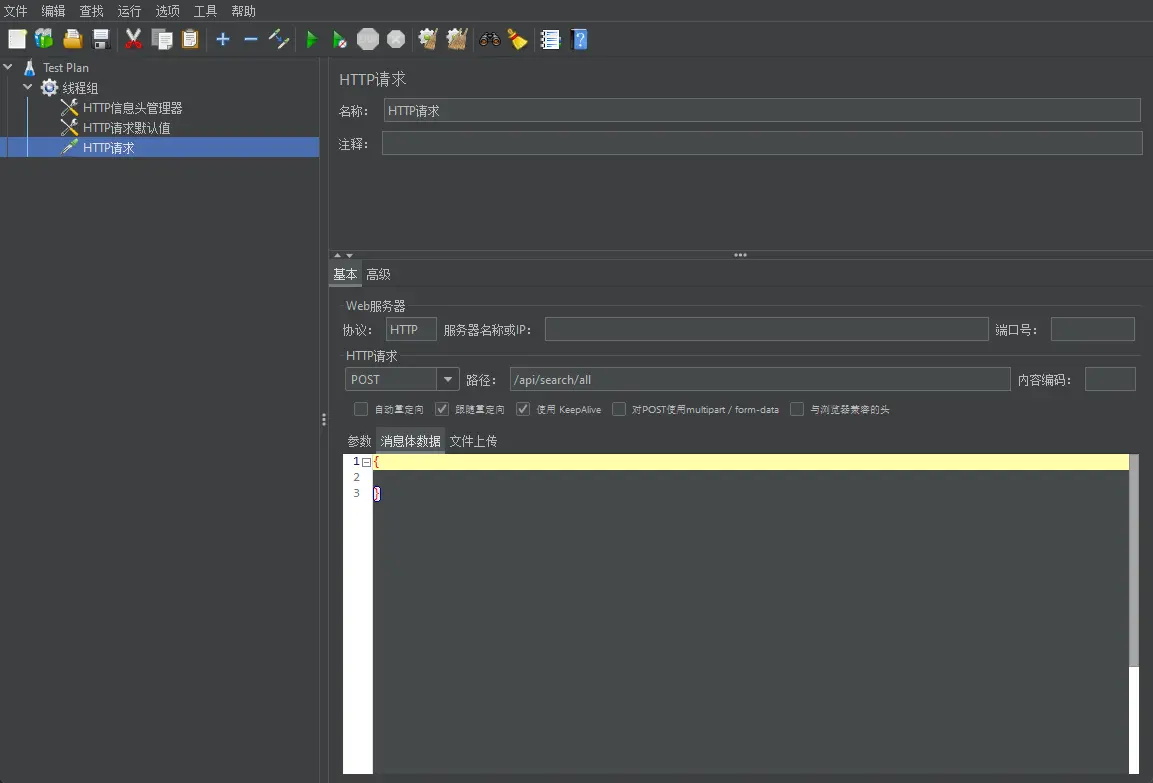 文件 编辑 查找 运行 选项 工具 帮助
Test Plan
线程组
HTTP信息头管理器
HTTP请求默认值
HTTP请求
HTTP请求
名称： HTTP请求
注释：
基本 高级
Web服务器
协议： HTTP 服务器名称或IP： 端口号：
HTTP请求
POST 路径： /api/search/all 内容编码：
自动重定向 跟随重定向 使用 KeepAlive 对POST使用multipart / form-data 与浏览器兼容的头
参数 消息体数据 文件上传
1 {
2
3 }